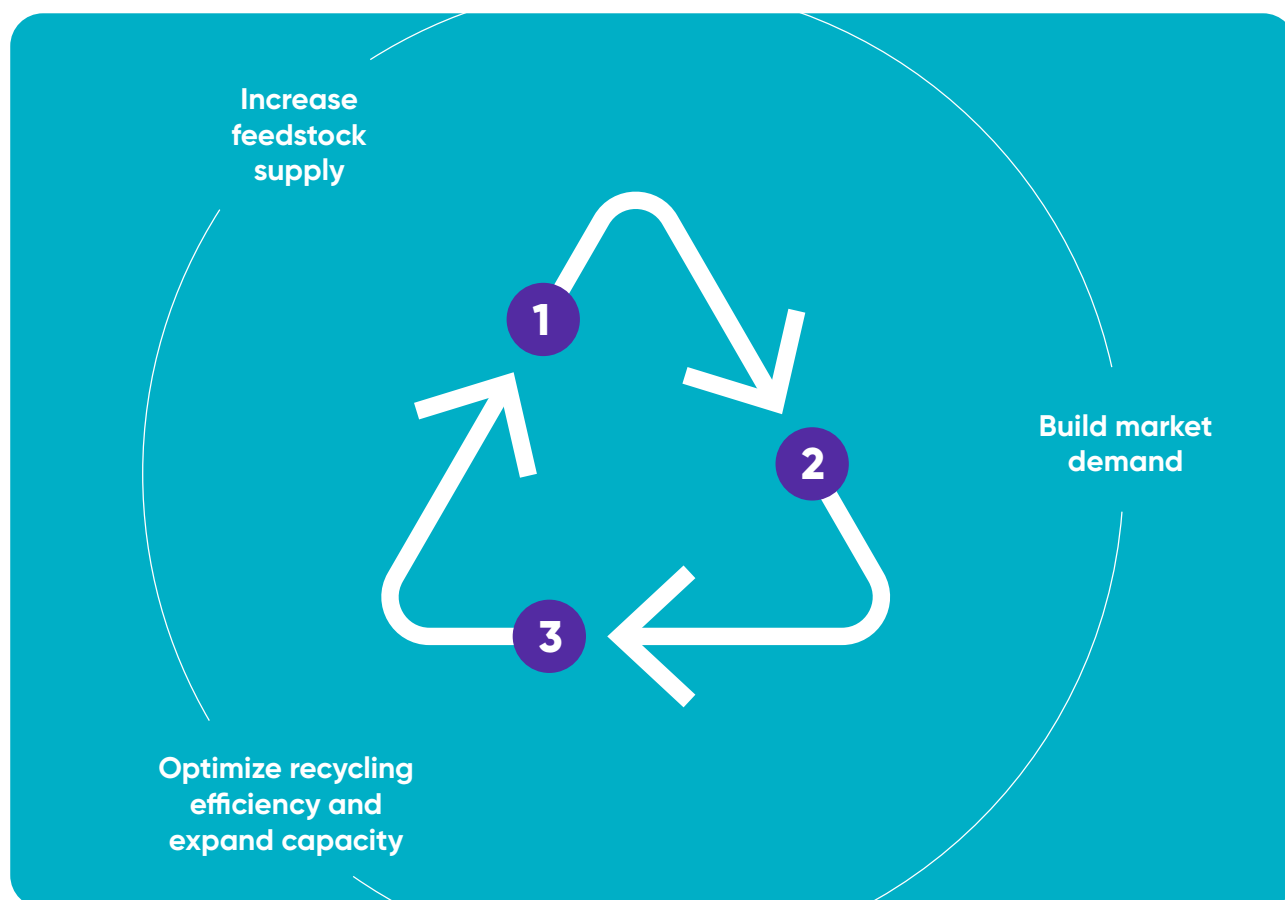 Increase
feedstock
supply
1
2
Build market
demand
3
Optimize recycling
efficiency and
expand capacity